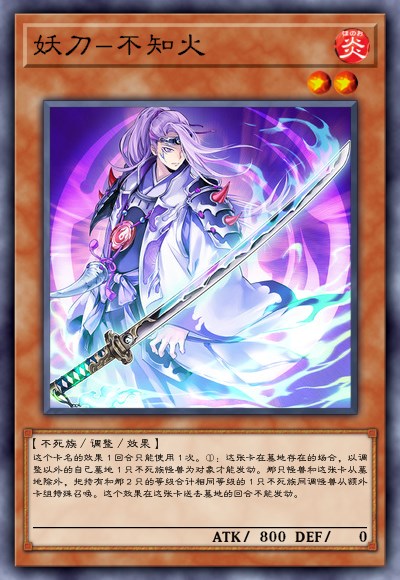 妖刀-不知火
ほのお
炎
【不死族／调整／效果】
这个卡名的效果1回合只能使用1次。①：这张卡在墓地存在的场合，以调
整以外的自己墓地1只不死族怪兽为对象才能发动。那只怪兽和这张卡从墓
地除外，把持有和那2只的等级合计相同等级的1只不死族同调怪兽从额外
卡组特殊召唤。这个效果在这张卡送去墓地的回合不能发动。
ATK/ 800 DEF/ 0